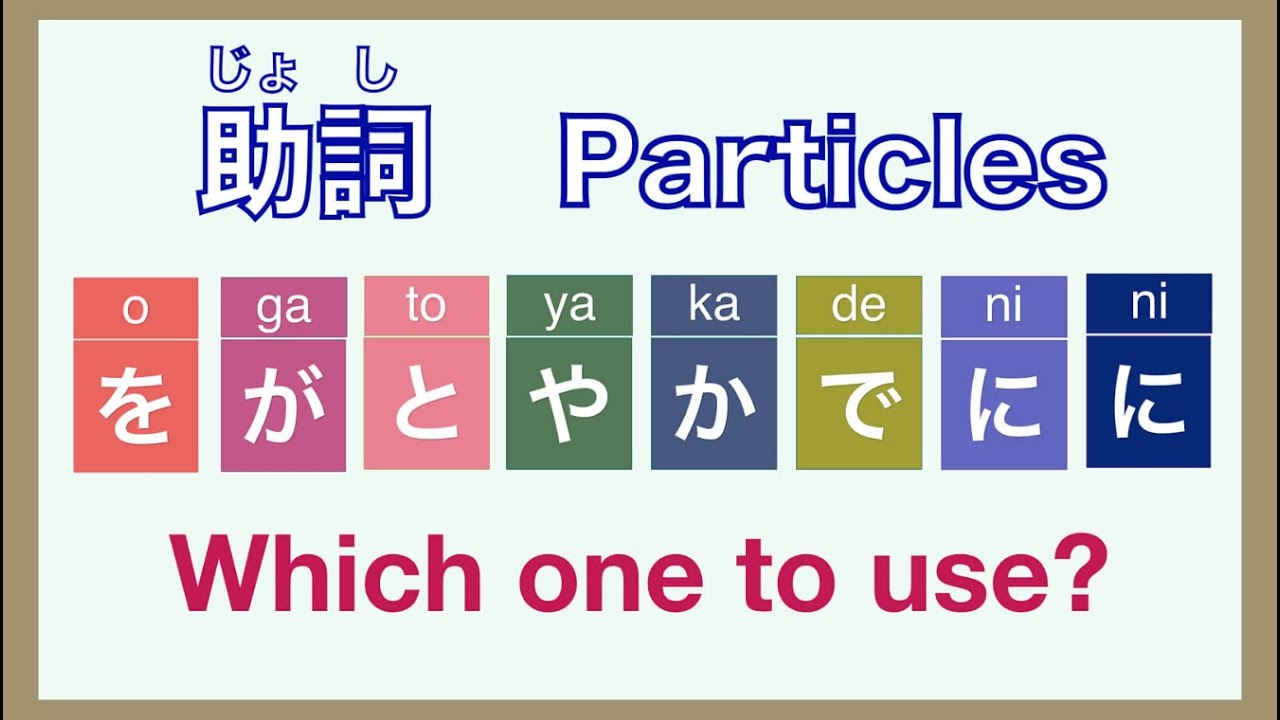 じょ し
助詞 Particles
o ga to ya ka de ni ni
を が と や か で に に
Which one to use?